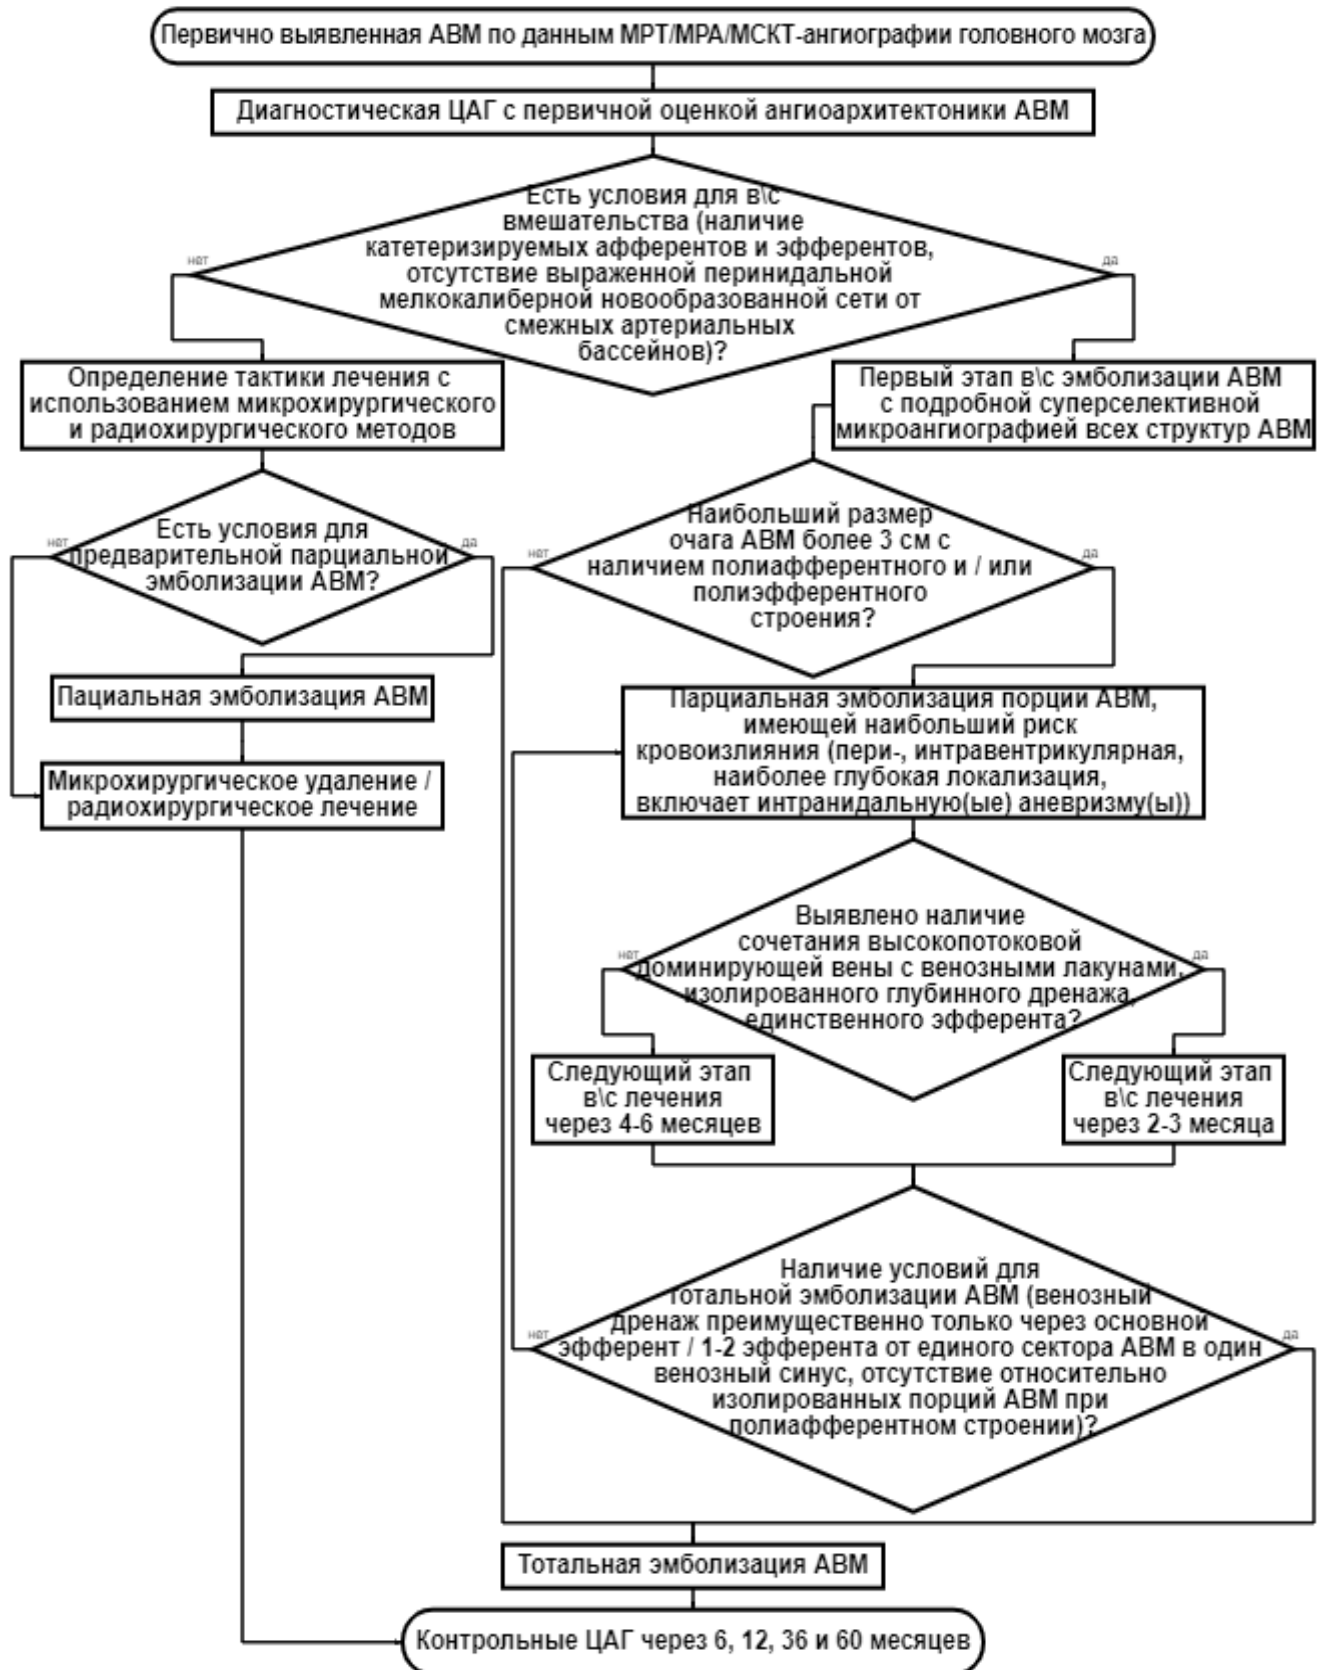 Первично выявленная АВМ по данным МРТ/МРА/МСКТ-ангиографии головного мозга
Диагностическая ЦАГ с первичной оценкой ангиоархитектоники АВМ
Есть условия для в\с
вмешательства (наличие
катетеризируемых афферентов и эфферентов,
отсутствие выраженной перинидальной
мелкокалиберной новообразованной сети от
смежных артериальных
бассейнов)?
нет
да
Определение тактики лечения с
использованием микрохирургического
и радиохирургического методов
Первый этап в\с эмболизации АВМ
с подробной суперселективной
микроангиографией всех структур АВМ
Есть условия для
предварительной парциальной
эмболизации АВМ?
нет
да
Наибольший размер
очага АВМ более 3 см с
наличием полиафферентного и / или
полиэфферентного
строения?
нет
да
Пациальная эмболизация АВМ
Микрохирургическое удаление /
радиохирургическое лечение
Парциальная эмболизация порции АВМ,
имеющей наибольший риск
кровоизлияния (пери-, интравентрикулярная,
наиболее глубокая локализация,
включает интранидальную(ые) аневризму(ы))
Выявлено наличие
сочетания высокопотоковой
доминирующей вены с венозными лакунами,
изолированного глубинного дренажа,
единственного эфферента?
нет
да
Следующий этап
в\с лечения
через 4-6 месяцев
Следующий этап
в\с лечения
через 2-3 месяца
Наличие условий для
тотальной эмболизации АВМ (венозный
дренаж преимущественно только через основной
эфферент / 1-2 эфферента от единого сектора АВМ в один
венозный синус, отсутствие относительно
изолированных порций АВМ при
полиафферентном строении)?
нет
да
Тотальная эмболизация АВМ
Контрольные ЦАГ через 6, 12, 36 и 60 месяцев